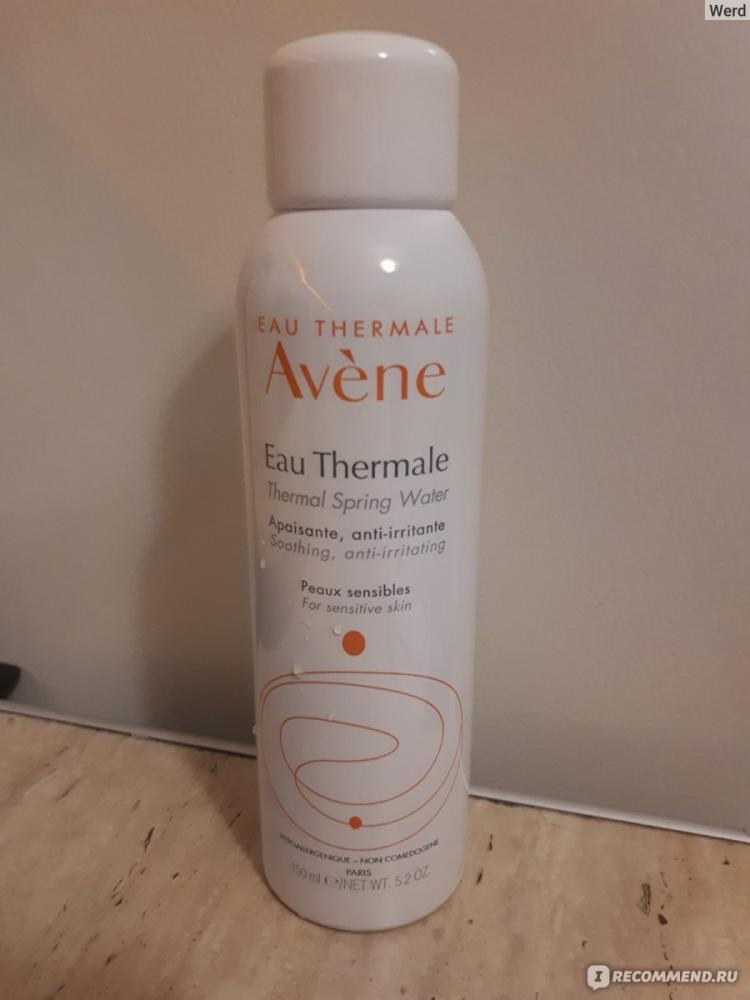 Werd
EAU THERMALE
Avène
Eau Thermale
Thermal Spring Water
Apaisante, anti-irritante
Soothing, anti-irritating
Peaux sensibles
For sensitive skin
HYPOALLERGENIQUE – NON COMEDOGENE
PARIS
150 ml ℮/NET WT. 5.2 OZ.
I RECOMMEND.RU